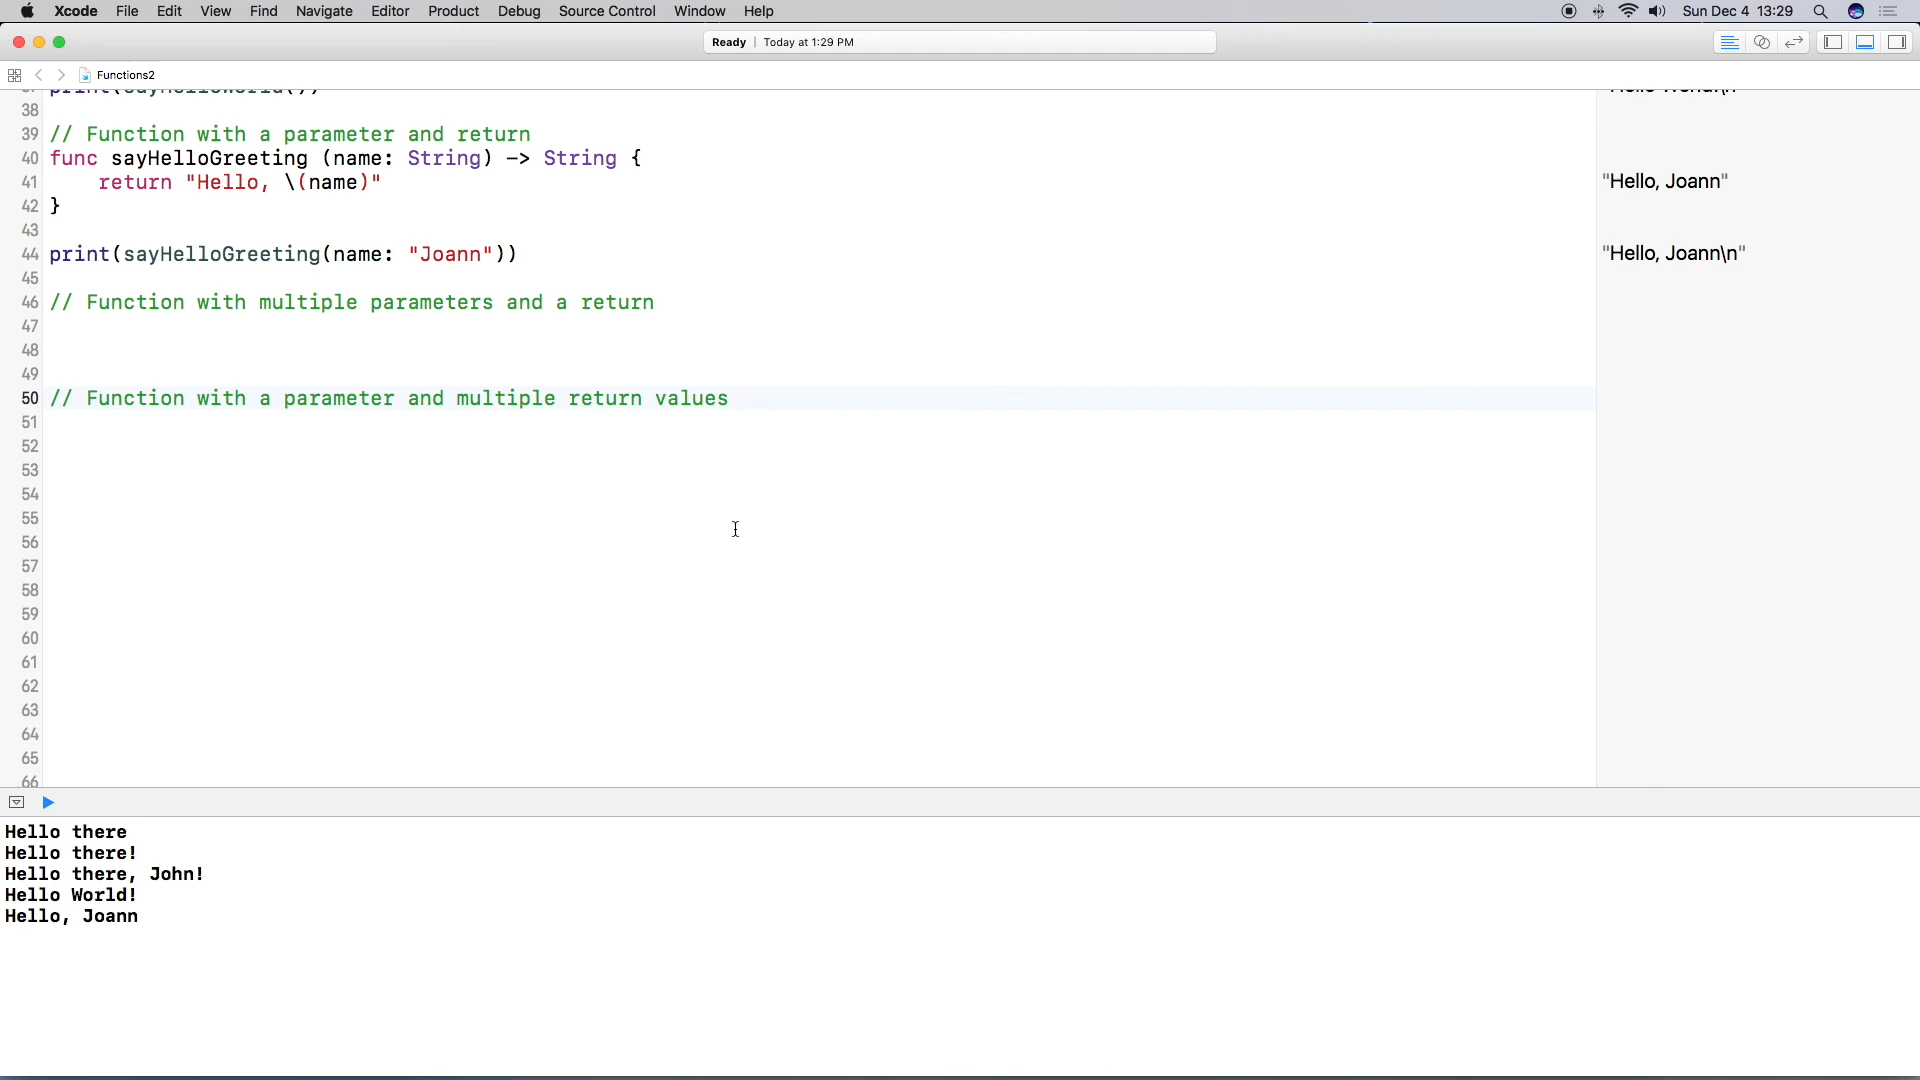 Xcode File Edit View Find Navigate Editor Product Debug Source Control Window Help Sun Dec 4 13:29
Ready | Today at 1:29 PM
Functions2
38
39 // Function with a parameter and return
40 func sayHelloGreeting (name: String) -> String {
41 return "Hello, \(name)" "Hello, Joann"
42 }
43
44 print(sayHelloGreeting(name: "Joann")) "Hello, Joann\n"
45
46 // Function with multiple parameters and a return
47
48
49
50 // Function with a parameter and multiple return values
51
52
53
54
55
56
57
58
59
60
61
62
63
64
65
66
Hello there
Hello there!
Hello there, John!
Hello World!
Hello, Joann